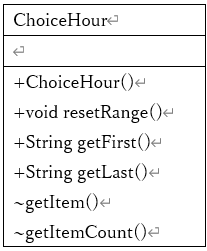 ChoiceHour
+ChoiceHour()
+void resetRange()
+String getFirst()
+String getLast()
~getItem()
~getItemCount()